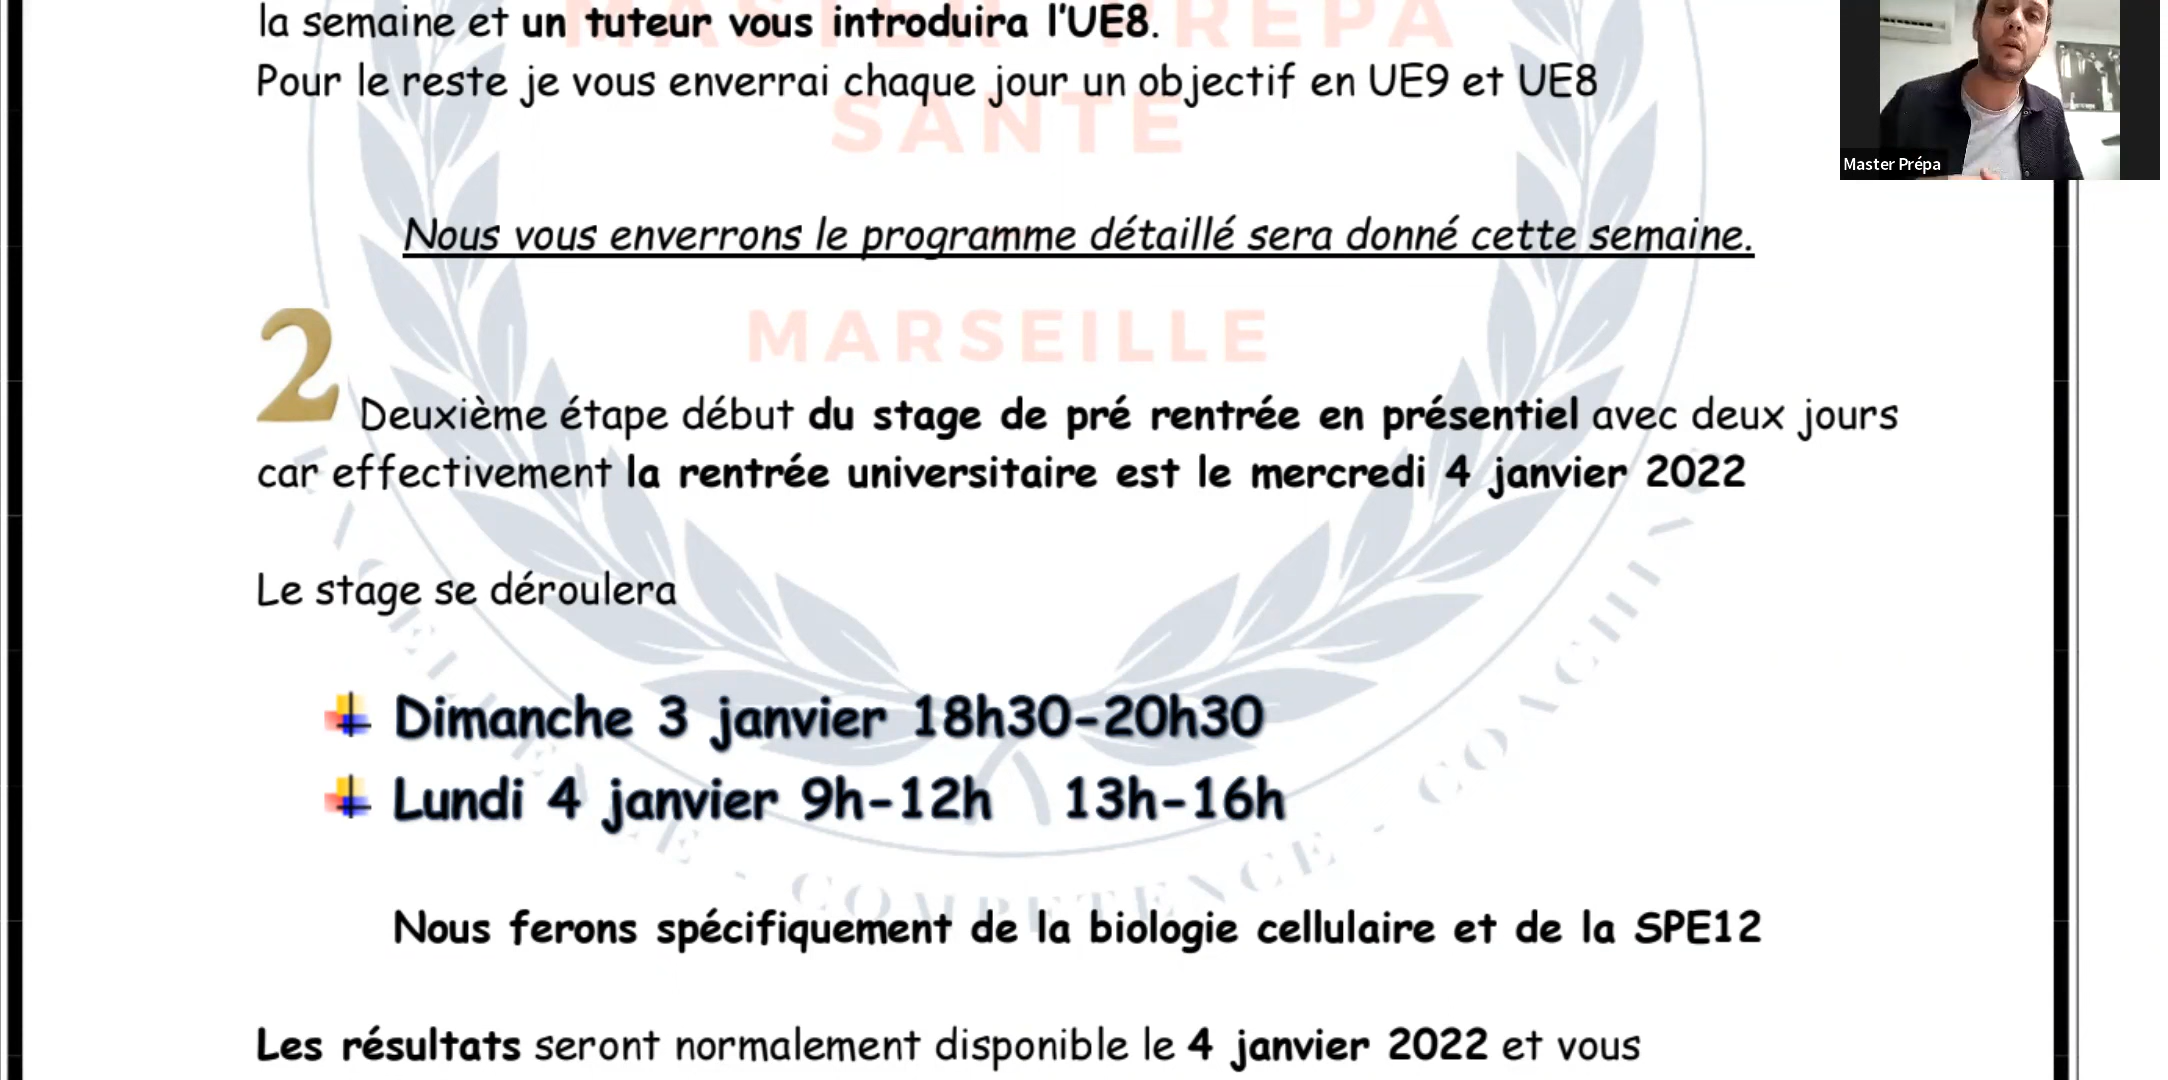 la semaine et un tuteur vous introduira l'UE8.
Pour le reste je vous enverrai chaque jour un objectif en UE9 et UE8
MASTER PREPA
SANTE
Master Prépa
Nous vous enverrons le programme détaillé sera donné cette semaine.
MARSEILLE
2 Deuxième étape début du stage de pré rentrée en présentiel avec deux jours
car effectivement la rentrée universitaire est le mercredi 4 janvier 2022
Le stage se déroulera
Dimanche 3 janvier 18h30-20h30
Lundi 4 janvier 9h-12h 13h-16h
EXCELLENCE - COMPETENCE - COACHING
Nous ferons spécifiquement de la biologie cellulaire et de la SPE12
Les résultats seront normalement disponible le 4 janvier 2022 et vous